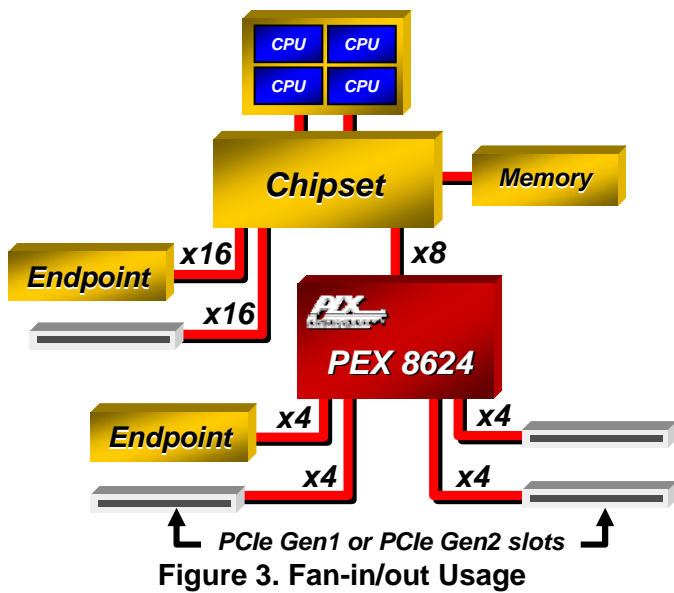 CPU CPU
CPU CPU
Chipset
Memory
x16
x8
Endpoint
x16
PLX
PEX 8624
x4
x4
Endpoint
x4
x4
PCIe Gen1 or PCIe Gen2 slots
Figure 3. Fan-in/out Usage